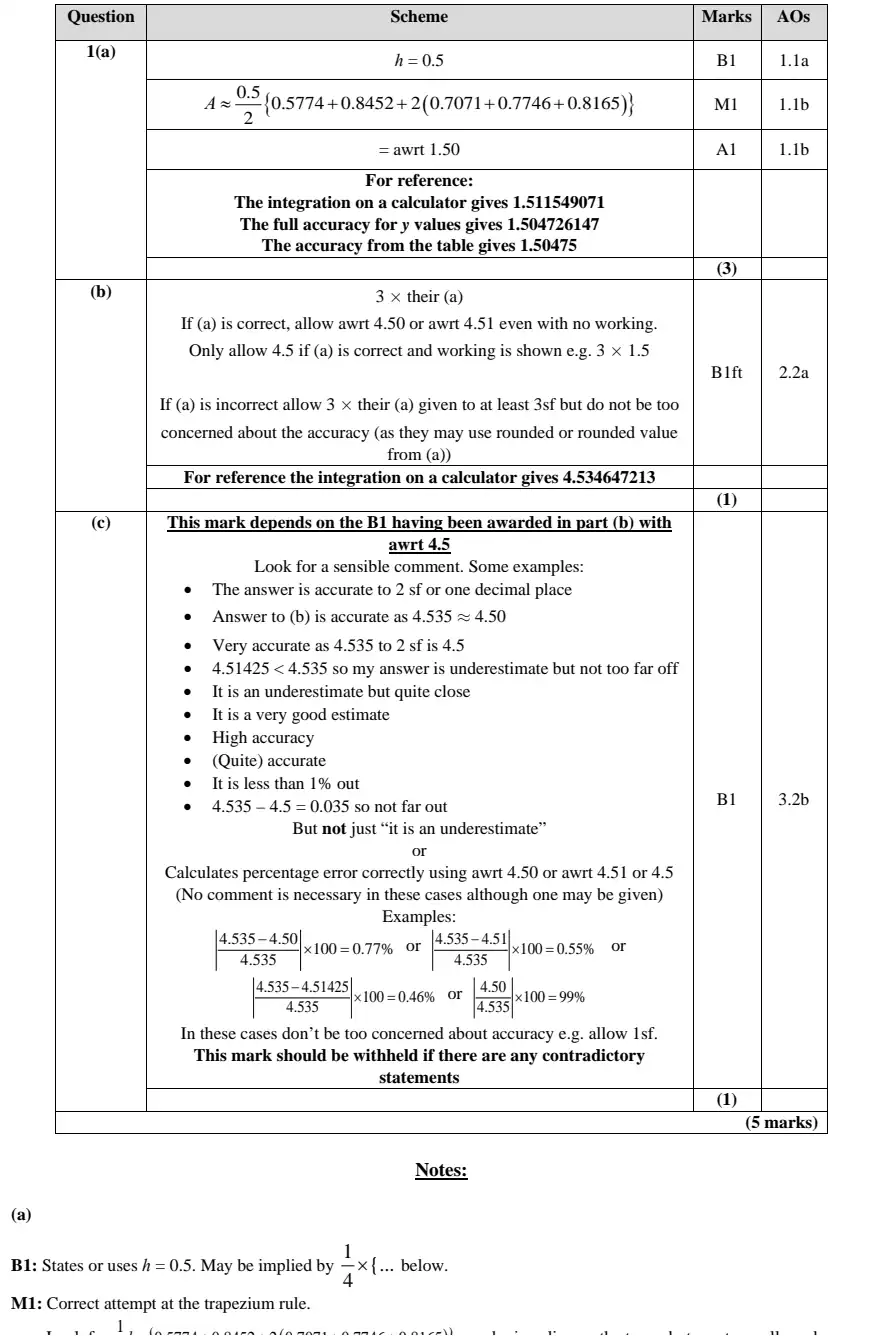 Question Scheme Marks AOs
1(a) h = 0.5 B1 1.1a
A ≈ 0.5/2 {0.5774 + 0.8452 + 2(0.7071 + 0.7746 + 0.8165)} M1 1.1b
= awrt 1.50 A1 1.1b
For reference:
The integration on a calculator gives 1.511549071
The full accuracy for y values gives 1.504726147
The accuracy from the table gives 1.50475
(3)
(b) 3 × their (a)
If (a) is correct, allow awrt 4.50 or awrt 4.51 even with no working.
Only allow 4.5 if (a) is correct and working is shown e.g. 3 × 1.5
B1ft 2.2a
If (a) is incorrect allow 3 × their (a) given to at least 3sf but do not be too
concerned about the accuracy (as they may use rounded or rounded value
from (a))
For reference the integration on a calculator gives 4.534647213
(1)
(c) This mark depends on the B1 having been awarded in part (b) with
awrt 4.5
Look for a sensible comment. Some examples:
• The answer is accurate to 2 sf or one decimal place
• Answer to (b) is accurate as 4.535 ≈ 4.50
• Very accurate as 4.535 to 2 sf is 4.5
• 4.51425 < 4.535 so my answer is underestimate but not too far off
• It is an underestimate but quite close
• It is a very good estimate
• High accuracy
• (Quite) accurate
• It is less than 1% out
• 4.535 – 4.5 = 0.035 so not far out
B1 3.2b
But not just “it is an underestimate”
or
Calculates percentage error correctly using awrt 4.50 or awrt 4.51 or 4.5
(No comment is necessary in these cases although one may be given)
Examples:
|4.535 − 4.50 / 4.535| ×100 = 0.77% or |4.535 − 4.51 / 4.535| ×100 = 0.55% or
|4.535 − 4.51425 / 4.535| ×100 = 0.46% or |4.50 / 4.535| ×100 = 99%
In these cases don’t be too concerned about accuracy e.g. allow 1sf.
This mark should be withheld if there are any contradictory
statements
(1)
(5 marks)
Notes:
(a)
B1: States or uses h = 0.5. May be implied by 1/4 ×{... below.
M1: Correct attempt at the trapezium rule.